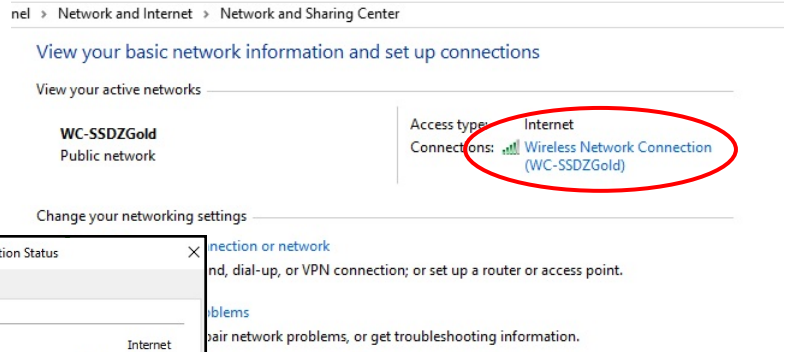 nel > Network and Internet > Network and Sharing Center
View your basic network information and set up connections
View your active networks
WC-SSDZGold
Public network
Access type: Internet
Connections: Wireless Network Connection
(WC-SSDZGold)
Change your networking settings
nnection or network
nd, dial-up, or VPN connection; or set up a router or access point.
oblems
pair network problems, or get troubleshooting information.
tion Status
Internet